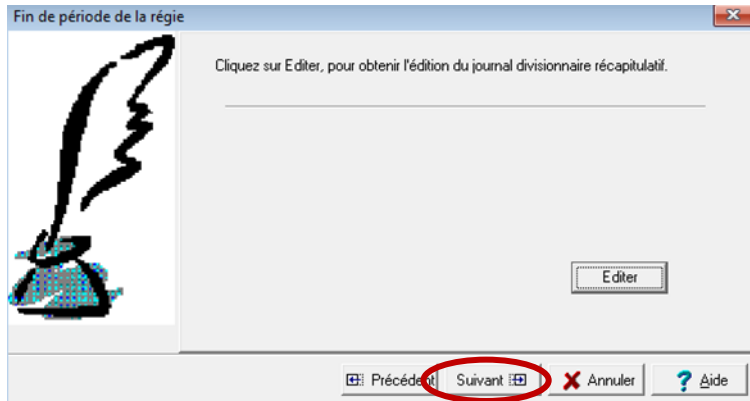 Fin de période de la régie
Cliquez sur Editer, pour obtenir l'édition du journal divisionnaire récapitulatif.
Editer
Précédent Suivant Annuler ? Aide